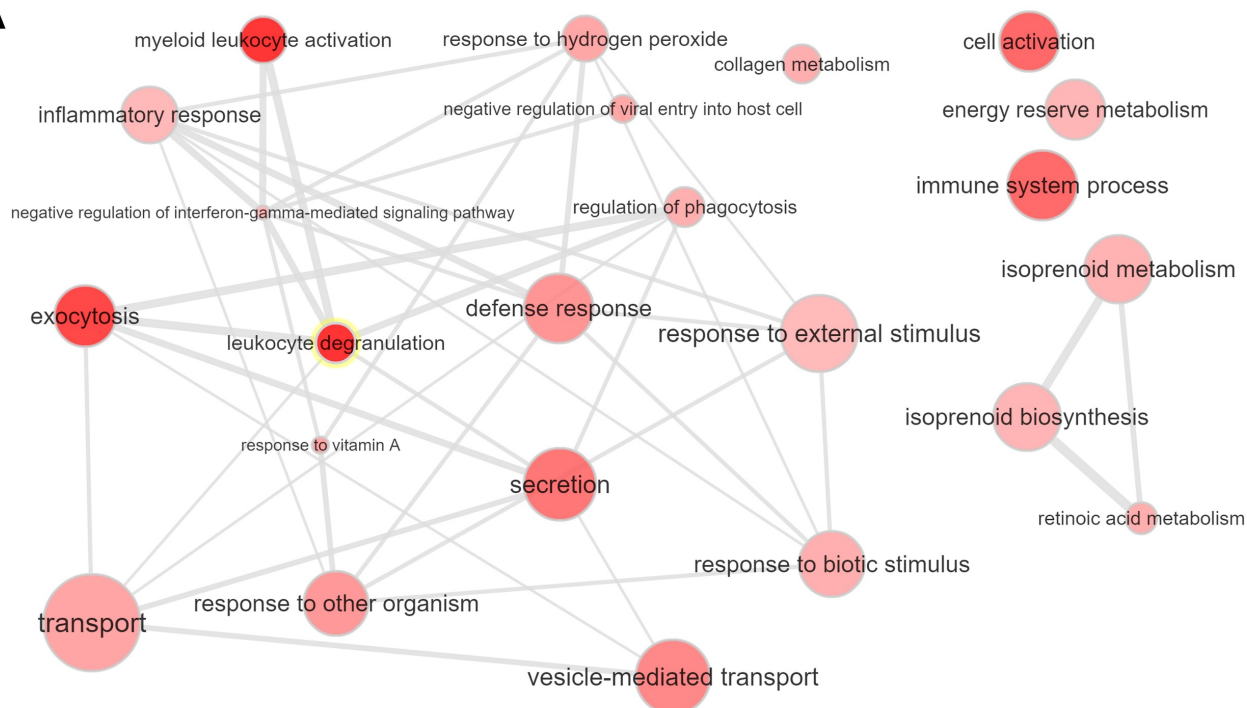 myeloid leukocyte activation
response to hydrogen peroxide
cell activation
collagen metabolism
inflammatory response
negative regulation of viral entry into host cell
energy reserve metabolism
immune system process
negative regulation of interferon-gamma-mediated signaling pathway
regulation of phagocytosis
isoprenoid metabolism
exocytosis
defense response
leukocyte degranulation
response to external stimulus
isoprenoid biosynthesis
response to vitamin A
secretion
retinoic acid metabolism
response to biotic stimulus
response to other organism
transport
vesicle-mediated transport